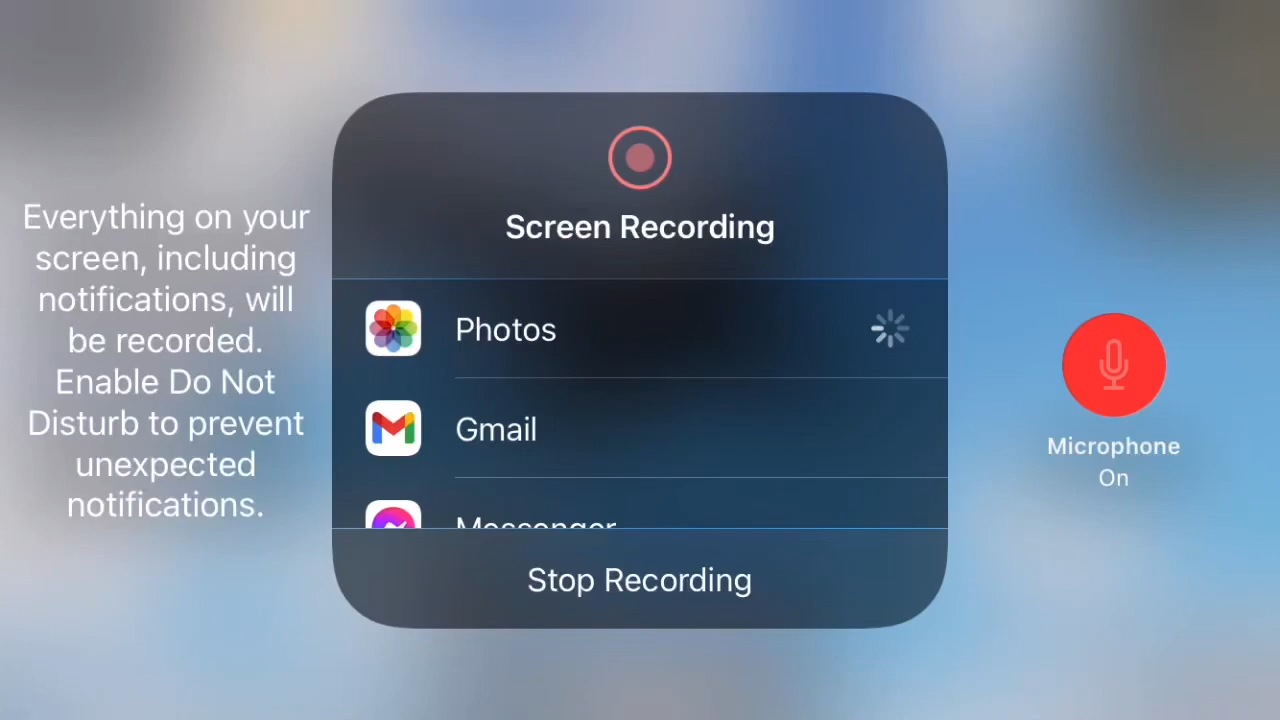 Everything on your
screen, including
notifications, will
be recorded.
Enable Do Not
Disturb to prevent
unexpected
notifications.
Screen Recording
Photos
Gmail
Messenger
Stop Recording
Microphone
On